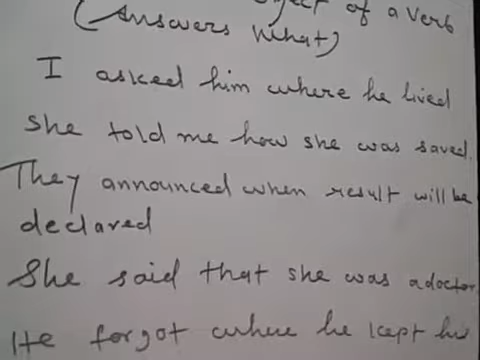 of a verb
(Answers What)
I asked him where he lived
She told me how she was saved.
They announced when result will be
declared
She said that she was a doctor
He forgot where he kept his